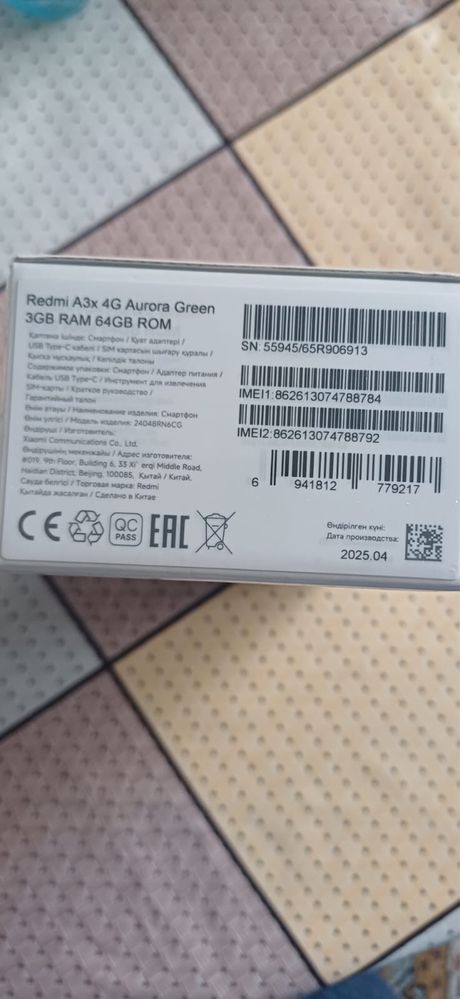 Redmi A3x 4G Aurora Green
3GB RAM 64GB ROM
Қаптама ішінде: Смартфон / Қуат адаптері /
USB Type-C кабелі / SIM картасын шығару құралы /
Қысқа нұсқаулық / Кепілдік талоны
Содержимое упаковки: Смартфон / Адаптер питания /
Кабель USB Type-C / Инструмент для извлечения
SIM-карты / Краткое руководство /
Гарантийный талон
Өнім атауы / Наименование изделия: Смартфон
Өнім үлгісі / Модель изделия: 24048RN6CG
Өндіруші / Изготовитель:
Xiaomi Communications Co., Ltd.
Өндірушінің мекенжайы / Адрес изготовителя:
#019, 9th Floor, Building 6, 33 Xi' erqi Middle Road,
Haidian District, Beijing, 100085, Қытай / Китай.
Сауда белгісі / Торговая марка: Redmi
Қытайда жасалған / Сделано в Китае
CE
QC
PASS
EAC
SN: 55945/65R906913
IMEI1:862613074788784
IMEI2:862613074788792
6 941812 779217
Өндірілген күні:
Дата производства:
2025.04